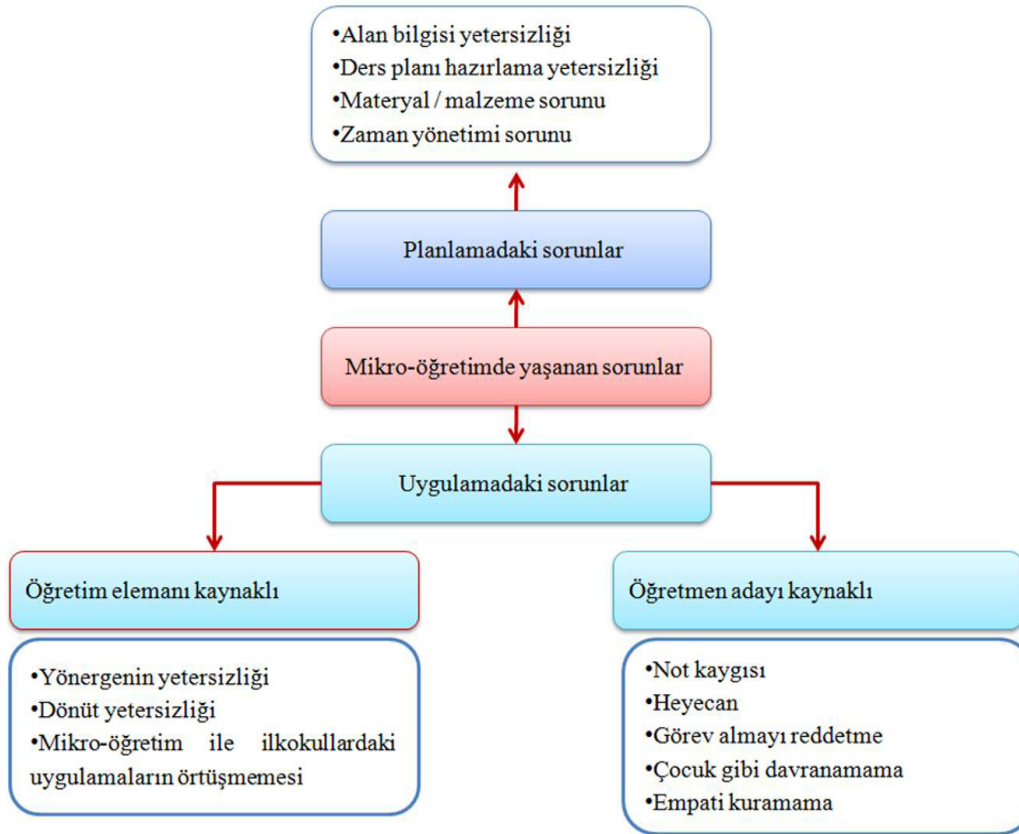 •Alan bilgisi yetersizliği
•Ders planı hazırlama yetersizliği
•Materyal / malzeme sorunu
•Zaman yönetimi sorunu
Planlamadaki sorunlar
Mikro-öğretimde yaşanan sorunlar
Uygulamadaki sorunlar
Öğretim elemanı kaynaklı
•Yönergenin yetersizliği
•Dönüt yetersizliği
•Mikro-öğretim ile ilkokullardaki
uygulamaların örtüşmemesi
Öğretmen adayı kaynaklı
•Not kaygısı
•Heyecan
•Görev almayı reddetme
•Çocuk gibi davranamama
•Empati kuramama